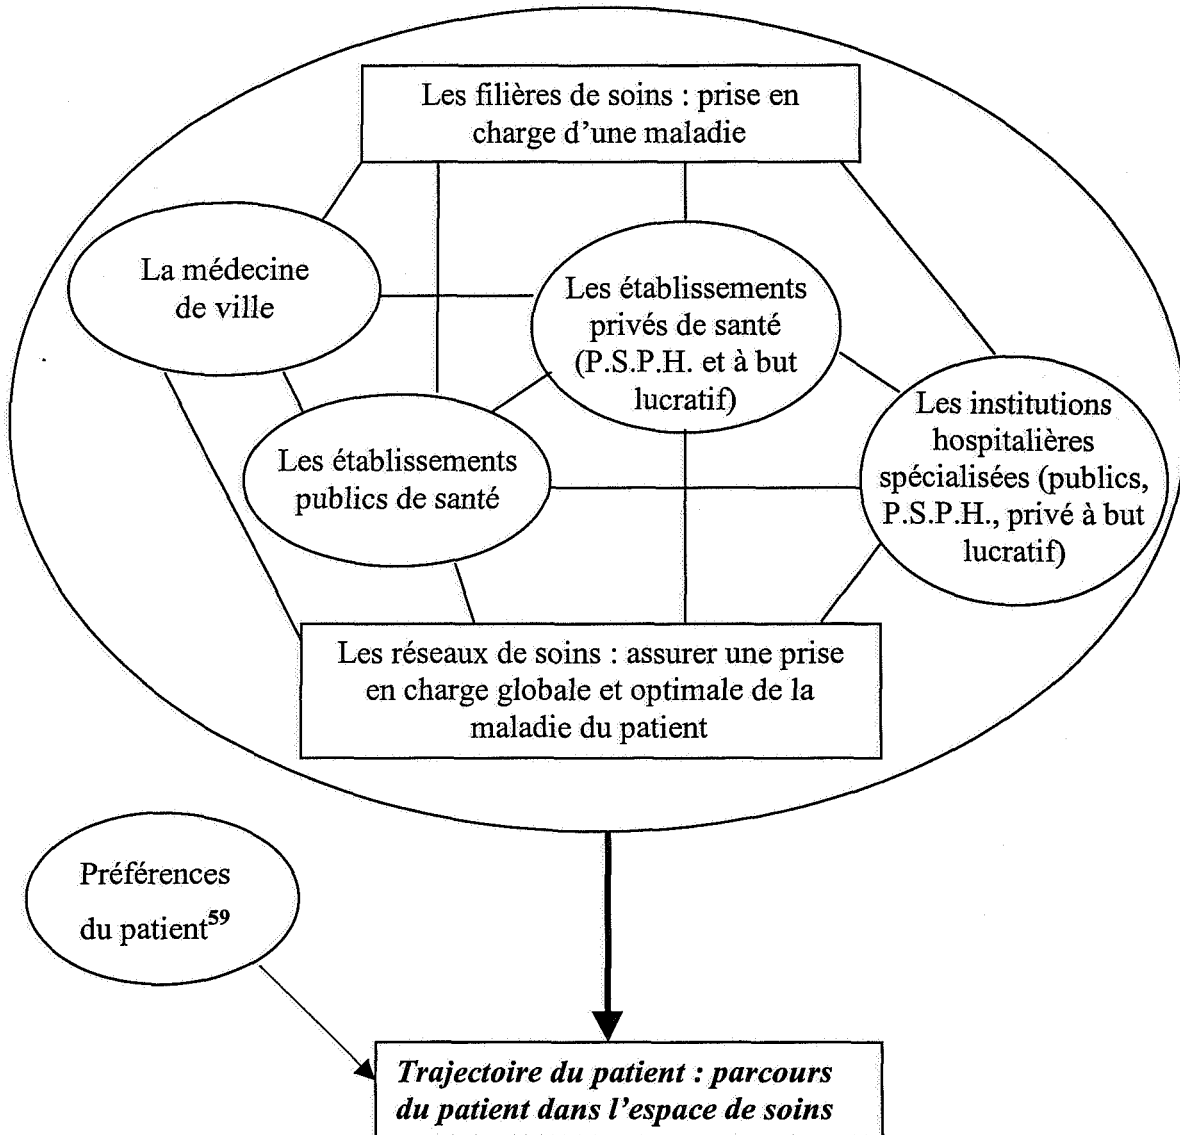 Les filières de soins : prise en
charge d'une maladie
La médecine
de ville
Les établissements
privés de santé
(P.S.P.H. et à but
lucratif)
Les établissements
publics de santé
Les institutions
hospitalières
spécialisées (publics,
P.S.P.H., privé à but
lucratif)
Les réseaux de soins : assurer une prise
en charge globale et optimale de la
maladie du patient
Préférences
du patient⁵⁹
Trajectoire du patient : parcours
du patient dans l'espace de soins